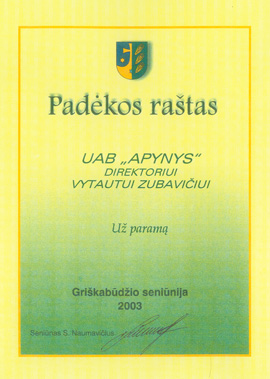 Padėkos raštas
UAB „APYNYS“
DIREKTORIUI
VYTAUTUI ZUBAVIČIUI
Už paramą
Griškabūdžio seniūnija
2003
Seniūnas S. Naumavičius